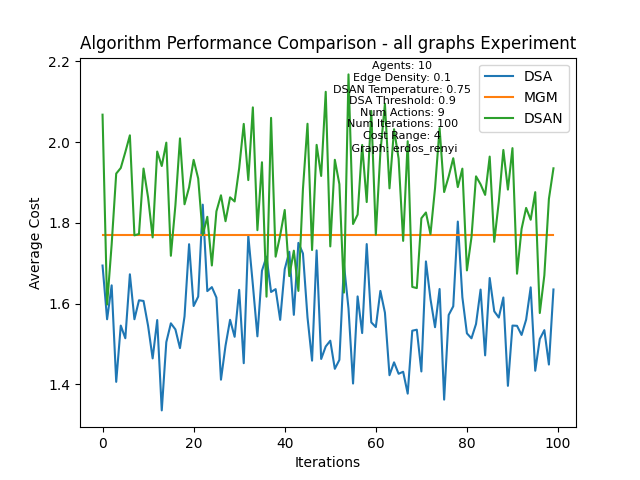 Algorithm Performance Comparison - all graphs Experiment
Agents: 10
Edge Density: 0.1
DSAN Temperature: 0.75
DSA Threshold: 0.9
Num Actions: 9
Num Iterations: 100
Cost Range: 4
Graph: erdos_renyi
DSA
MGM
DSAN
Average Cost
2.2
2.0
1.8
1.6
1.4
0
20
40
60
80
100
Iterations